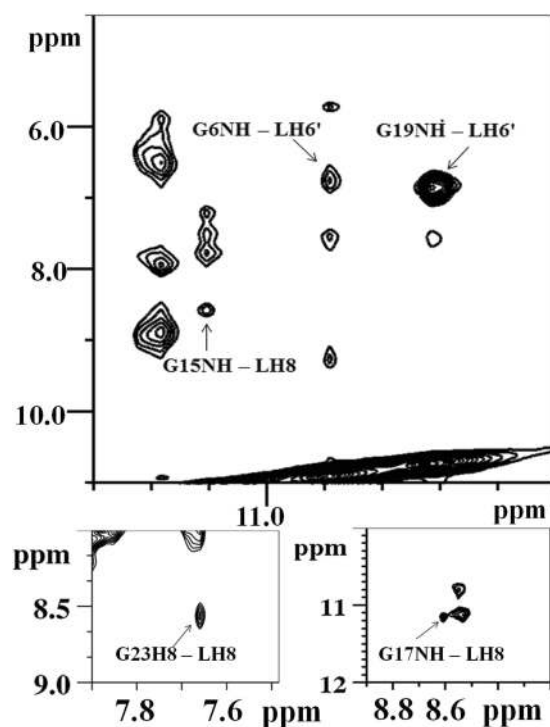 ppm
6.0
G6NH – LH6'
G19NH – LH6'
8.0
G15NH – LH8
10.0
ppm
11.0
ppm
ppm
8.5
G23H8 – LH8
9.0
7.8
7.6
ppm
ppm
11
G17NH – LH8
12
8.8 8.6 ppm